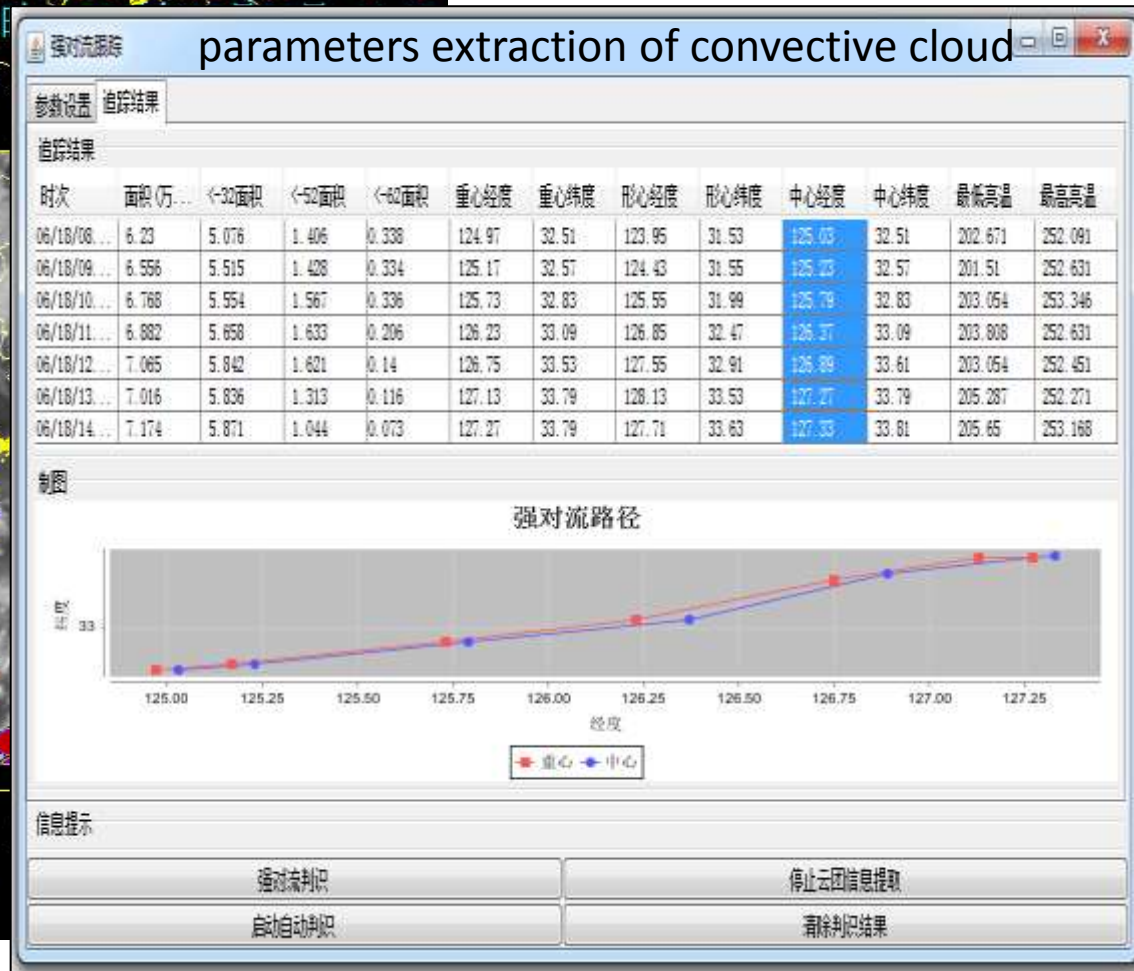 强对流跟踪 parameters extraction of convective cloud
参数设置 追踪结果
追踪结果
时次 面积(万... <-32面积 <-52面积 <-62面积 重心经度 重心纬度 形心经度 形心纬度 中心经度 中心纬度 最低亮温 最高亮温
06/18/08... 6.23 5.076 1.406 0.338 124.97 32.51 123.95 31.53 125.03 32.51 202.671 252.091
06/18/09... 6.556 5.515 1.428 0.334 125.17 32.57 124.43 31.55 125.23 32.57 201.51 252.631
06/18/10... 6.768 5.554 1.567 0.336 125.73 32.83 125.55 31.99 125.79 32.83 203.054 253.346
06/18/11... 6.882 5.658 1.633 0.206 126.23 33.09 126.85 32.47 126.37 33.09 203.808 252.631
06/18/12... 7.065 5.842 1.621 0.14 126.75 33.53 127.55 32.91 126.89 33.61 203.054 252.451
06/18/13... 7.016 5.836 1.313 0.116 127.13 33.79 128.13 33.53 127.27 33.79 205.287 252.271
06/18/14... 7.174 5.871 1.044 0.073 127.27 33.79 127.71 33.63 127.33 33.81 205.65 253.168
制图
强对流路径
纬度
33
125.00 125.25 125.50 125.75 126.00 126.25 126.50 126.75 127.00 127.25
经度
重心 中心
信息提示
强对流判识 停止云团信息提取
启动自动判识 清除判识结果